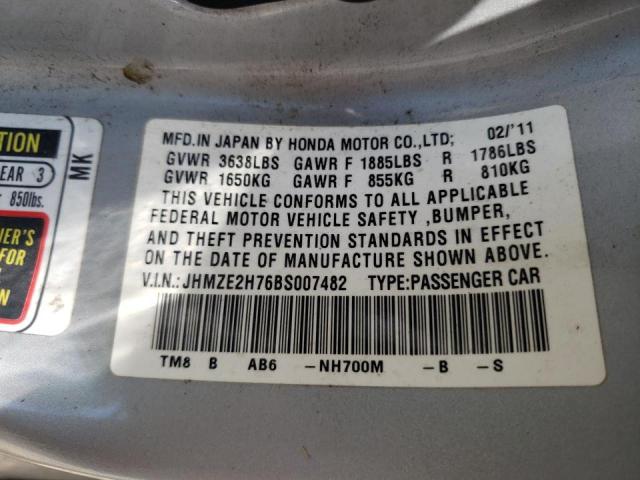 TION
EAR 3
850lbs.
IER'S
FOR
N
MK
MFD.IN JAPAN BY HONDA MOTOR CO.,LTD; 02/'11
GVWR 3638LBS GAWR F 1885LBS R 1786LBS
GVWR 1650KG GAWR F 855KG R 810KG
THIS VEHICLE CONFORMS TO ALL APPLICABLE
FEDERAL MOTOR VEHICLE SAFETY ,BUMPER,
AND THEFT PREVENTION STANDARDS IN EFFECT
ON THE DATE OF MANUFACTURE SHOWN ABOVE.
V.I.N.: JHMZE2H76BS007482 TYPE:PASSENGER CAR
TM8 B AB6 -NH700M -B -S